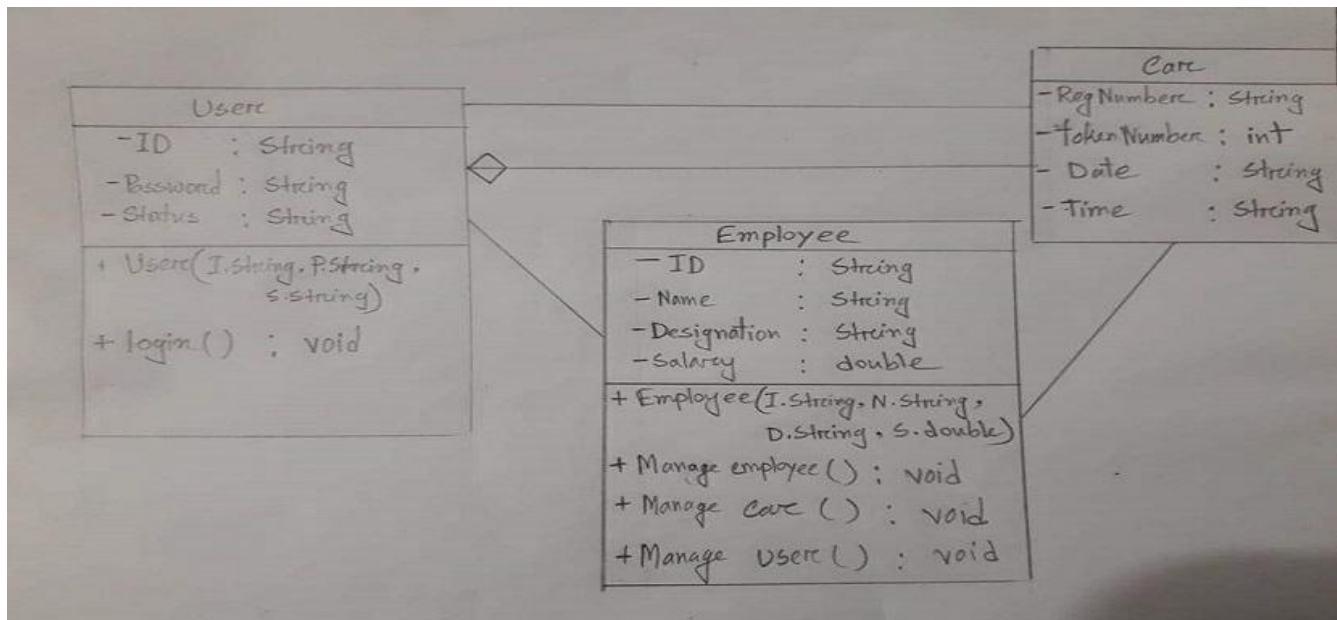 User
- ID : String
- Password : String
- Status : String
+ User(I.String, P.String,
S.String)
+ login() : void
Car
- RegNumber : String
- tokenNumber : int
- Date : String
- Time : String
Employee
- ID : String
- Name : String
- Designation : String
- Salary : double
+ Employee(I.String, N.String,
D.String, S.double)
+ Manage employee() : void
+ Manage Car() : void
+ Manage User() : void